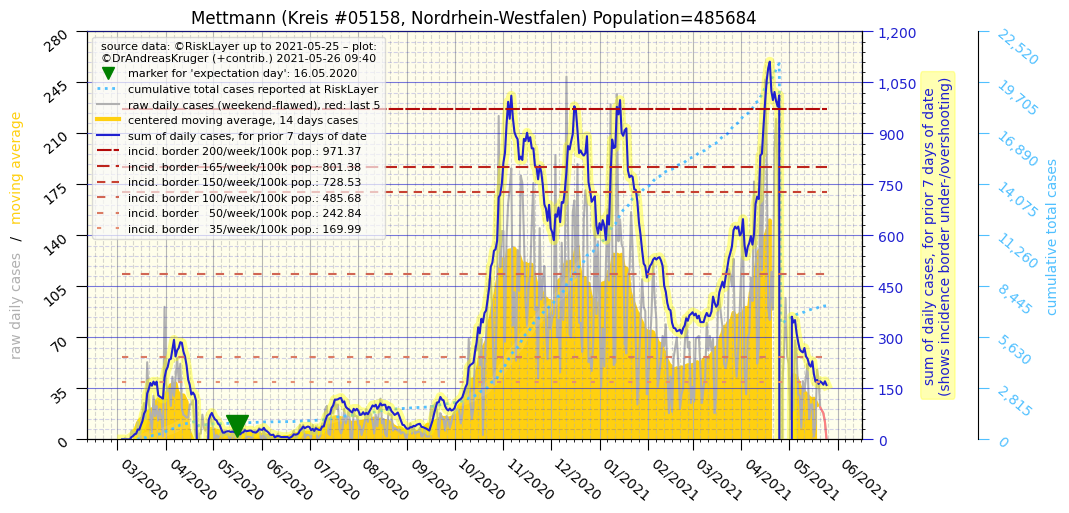 Mettmann (Kreis #05158, Nordrhein-Westfalen) Population=485684
source data: ©RiskLayer up to 2021-05-25 – plot:
©DrAndreasKruger (+contrib.) 2021-05-26 09:40
marker for 'expectation day': 16.05.2020
cumulative total cases reported at RiskLayer
raw daily cases (weekend-flawed), red: last 5
centered moving average, 14 days cases
sum of daily cases, for prior 7 days of date
incid. border 200/week/100k pop.: 971.37
incid. border 165/week/100k pop.: 801.38
incid. border 150/week/100k pop.: 728.53
incid. border 100/week/100k pop.: 485.68
incid. border 50/week/100k pop.: 242.84
incid. border 35/week/100k pop.: 169.99
raw daily cases / moving average
280
245
210
175
140
105
70
35
0
03/2020
04/2020
05/2020
06/2020
07/2020
08/2020
09/2020
10/2020
11/2020
12/2020
01/2021
02/2021
03/2021
04/2021
05/2021
06/2021
1,200
1,050
900
750
600
450
300
150
0
sum of daily cases, for prior 7 days of date
(shows incidence border under-/overshooting)
22,520
19,705
16,890
14,075
11,260
8,445
5,630
2,815
0
cumulative total cases